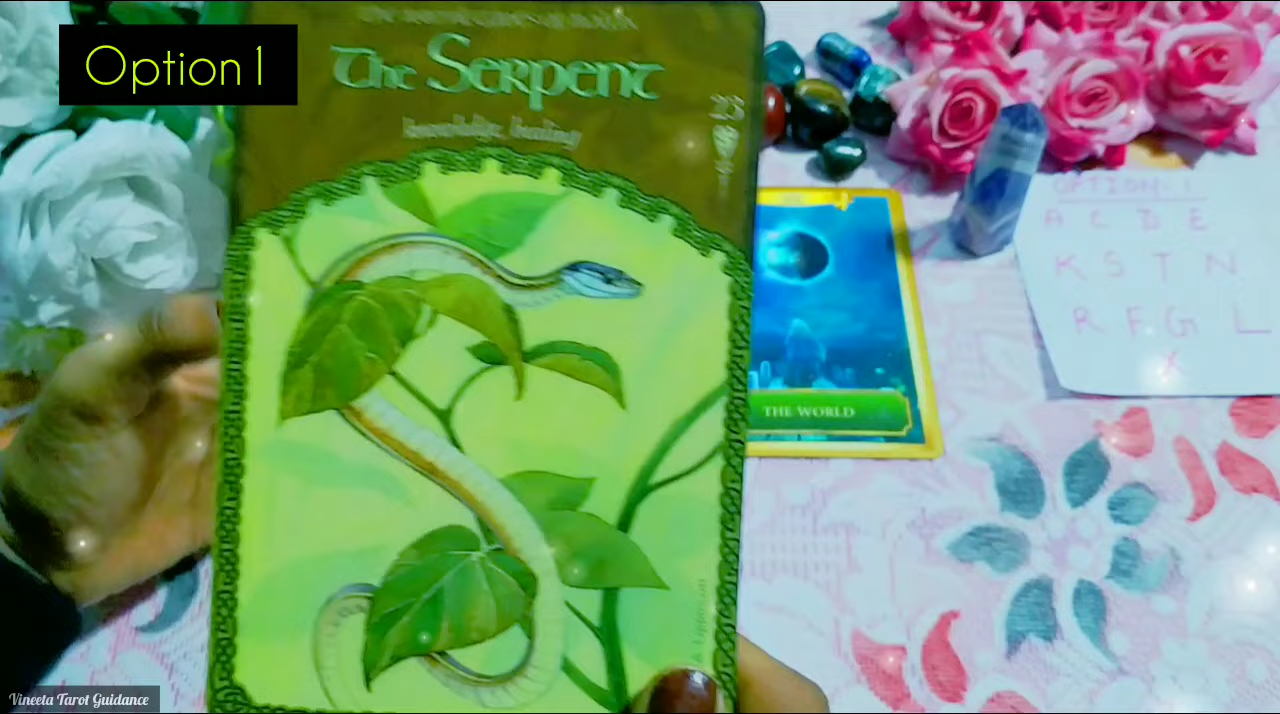 Option 1
The Serpent
23
THE WORLD
OPTION-1
A C D E
K S T N
R F G L
X
Vineeta Tarot Guidance